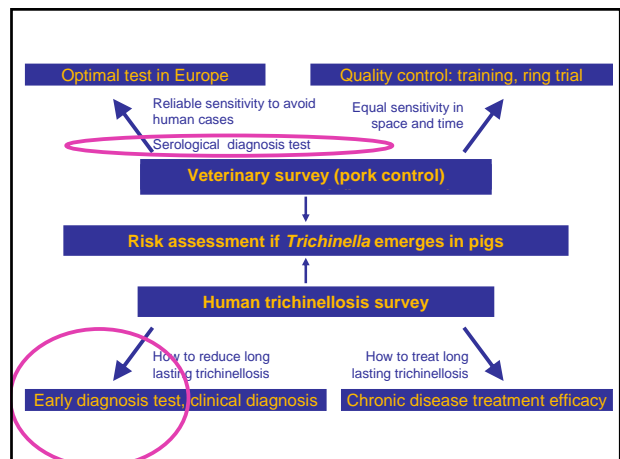 Optimal test in Europe
Quality control: training, ring trial
Reliable sensitivity to avoid
human cases
Equal sensitivity in
space and time
Serological diagnosis test
Veterinary survey (pork control)
Risk assessment if Trichinella emerges in pigs
Human trichinellosis survey
How to reduce long
lasting trichinellosis
How to treat long
lasting trichinellosis
Early diagnosis test, clinical diagnosis
Chronic disease treatment efficacy